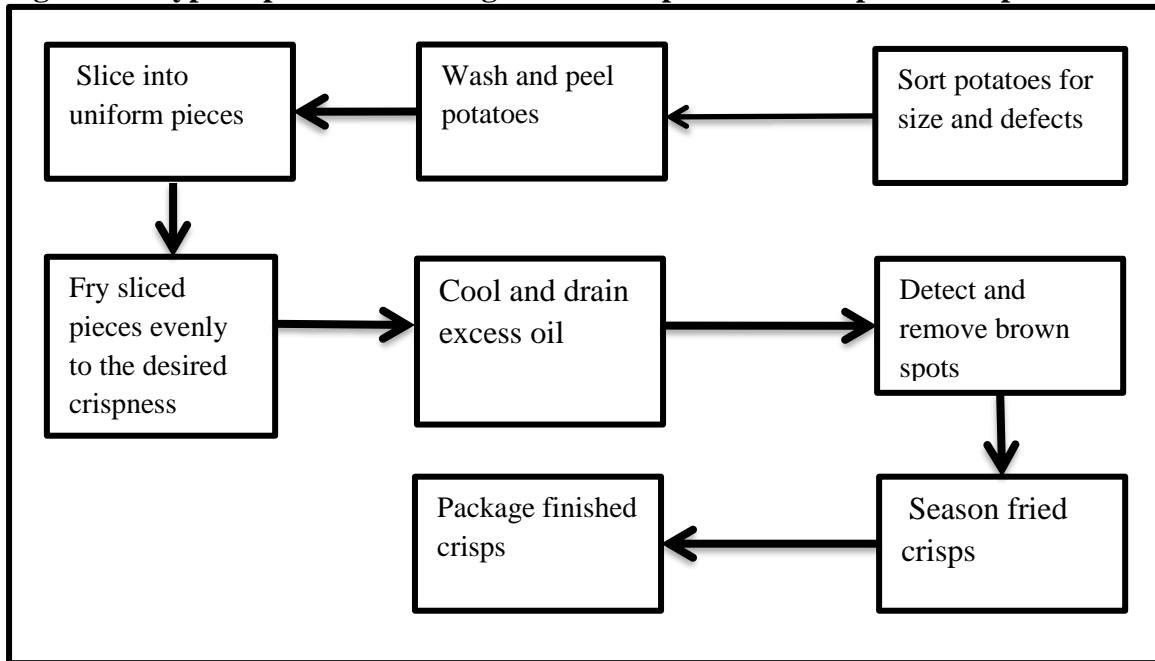 Slice into
uniform pieces
Wash and peel
potatoes
Sort potatoes for
size and defects
Fry sliced
pieces evenly
to the desired
crispness
Cool and drain
excess oil
Detect and
remove brown
spots
Package finished
crisps
Season fried
crisps